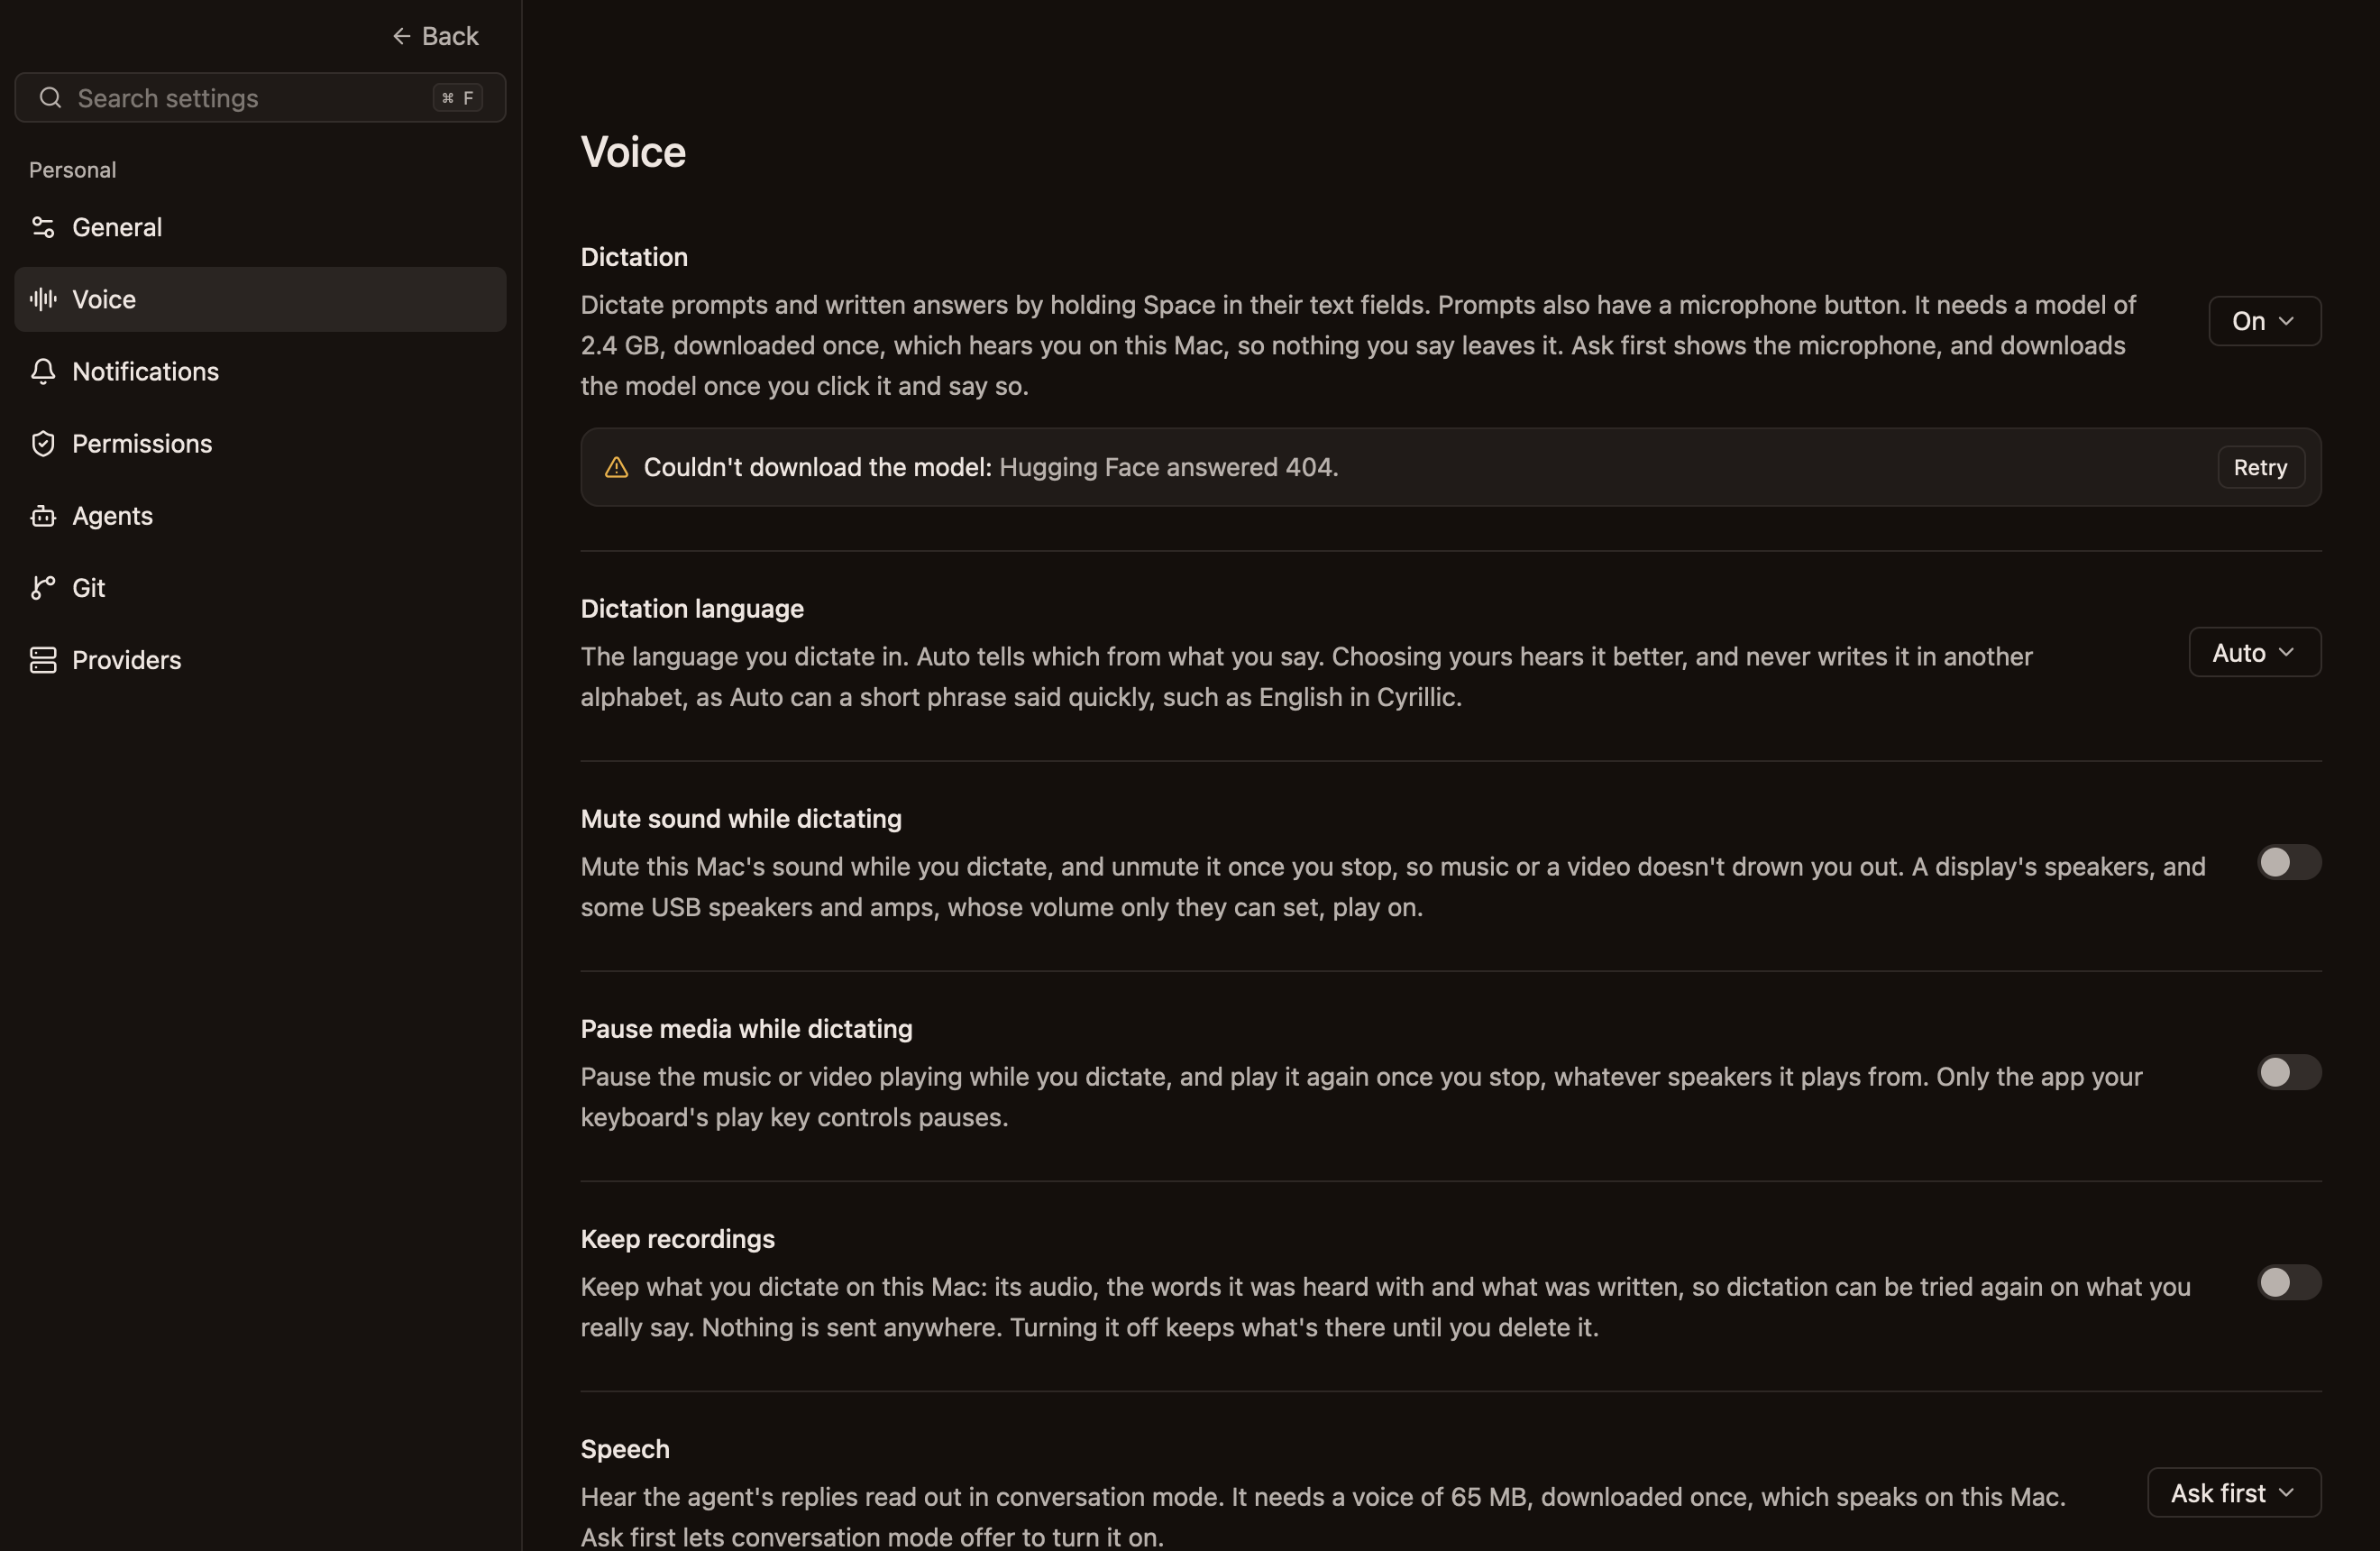 ← Back
Search settings
⌘ F
Personal
General
Voice
Notifications
Permissions
Agents
Git
Providers
Voice
Dictation
Dictate prompts and written answers by holding Space in their text fields. Prompts also have a microphone button. It needs a model of
2.4 GB, downloaded once, which hears you on this Mac, so nothing you say leaves it. Ask first shows the microphone, and downloads
the model once you click it and say so.
On
Couldn't download the model: Hugging Face answered 404.
Retry
Dictation language
The language you dictate in. Auto tells which from what you say. Choosing yours hears it better, and never writes it in another
alphabet, as Auto can a short phrase said quickly, such as English in Cyrillic.
Auto
Mute sound while dictating
Mute this Mac's sound while you dictate, and unmute it once you stop, so music or a video doesn't drown you out. A display's speakers, and
some USB speakers and amps, whose volume only they can set, play on.
Pause media while dictating
Pause the music or video playing while you dictate, and play it again once you stop, whatever speakers it plays from. Only the app your
keyboard's play key controls pauses.
Keep recordings
Keep what you dictate on this Mac: its audio, the words it was heard with and what was written, so dictation can be tried again on what you
really say. Nothing is sent anywhere. Turning it off keeps what's there until you delete it.
Speech
Hear the agent's replies read out in conversation mode. It needs a voice of 65 MB, downloaded once, which speaks on this Mac.
Ask first lets conversation mode offer to turn it on.
Ask first